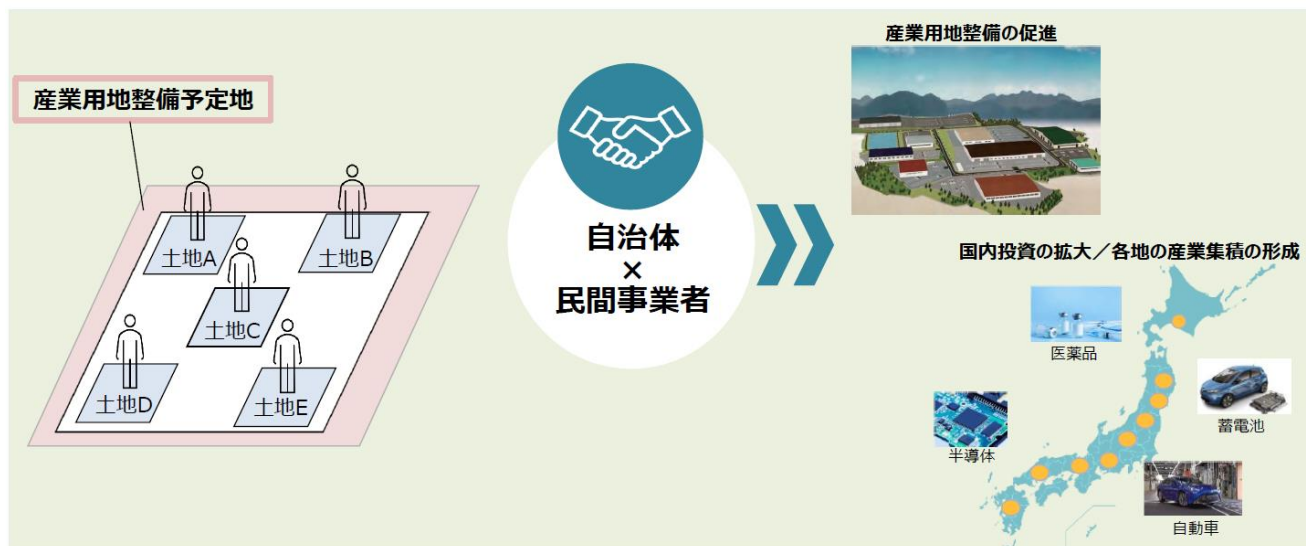 産業用地整備予定地
土地A
土地B
土地C
土地D
土地E
自治体
×
民間事業者
産業用地整備の促進
国内投資の拡大／各地の産業集積の形成
医薬品
蓄電池
半導体
自動車